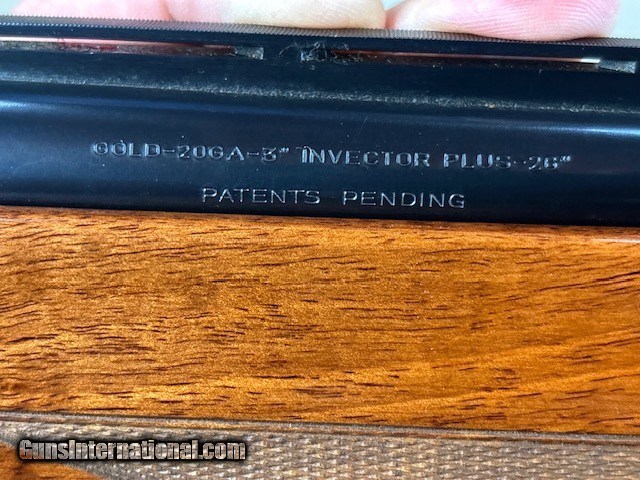 GOLD-20GA-3" INVECTOR PLUS-26"
PATENTS PENDING
GunsInternational.com